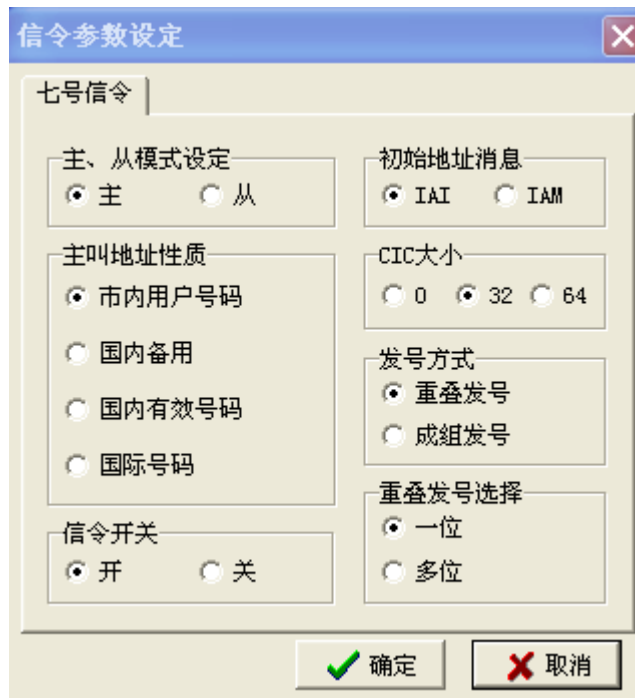 信令参数设定
七号信令
主、从模式设定
主 从
主叫地址性质
市内用户号码
国内备用
国内有效号码
国际号码
信令开关
开 关
初始地址消息
IAI IAM
CIC大小
0 32 64
发号方式
重叠发号
成组发号
重叠发号选择
一位
多位
确定 取消